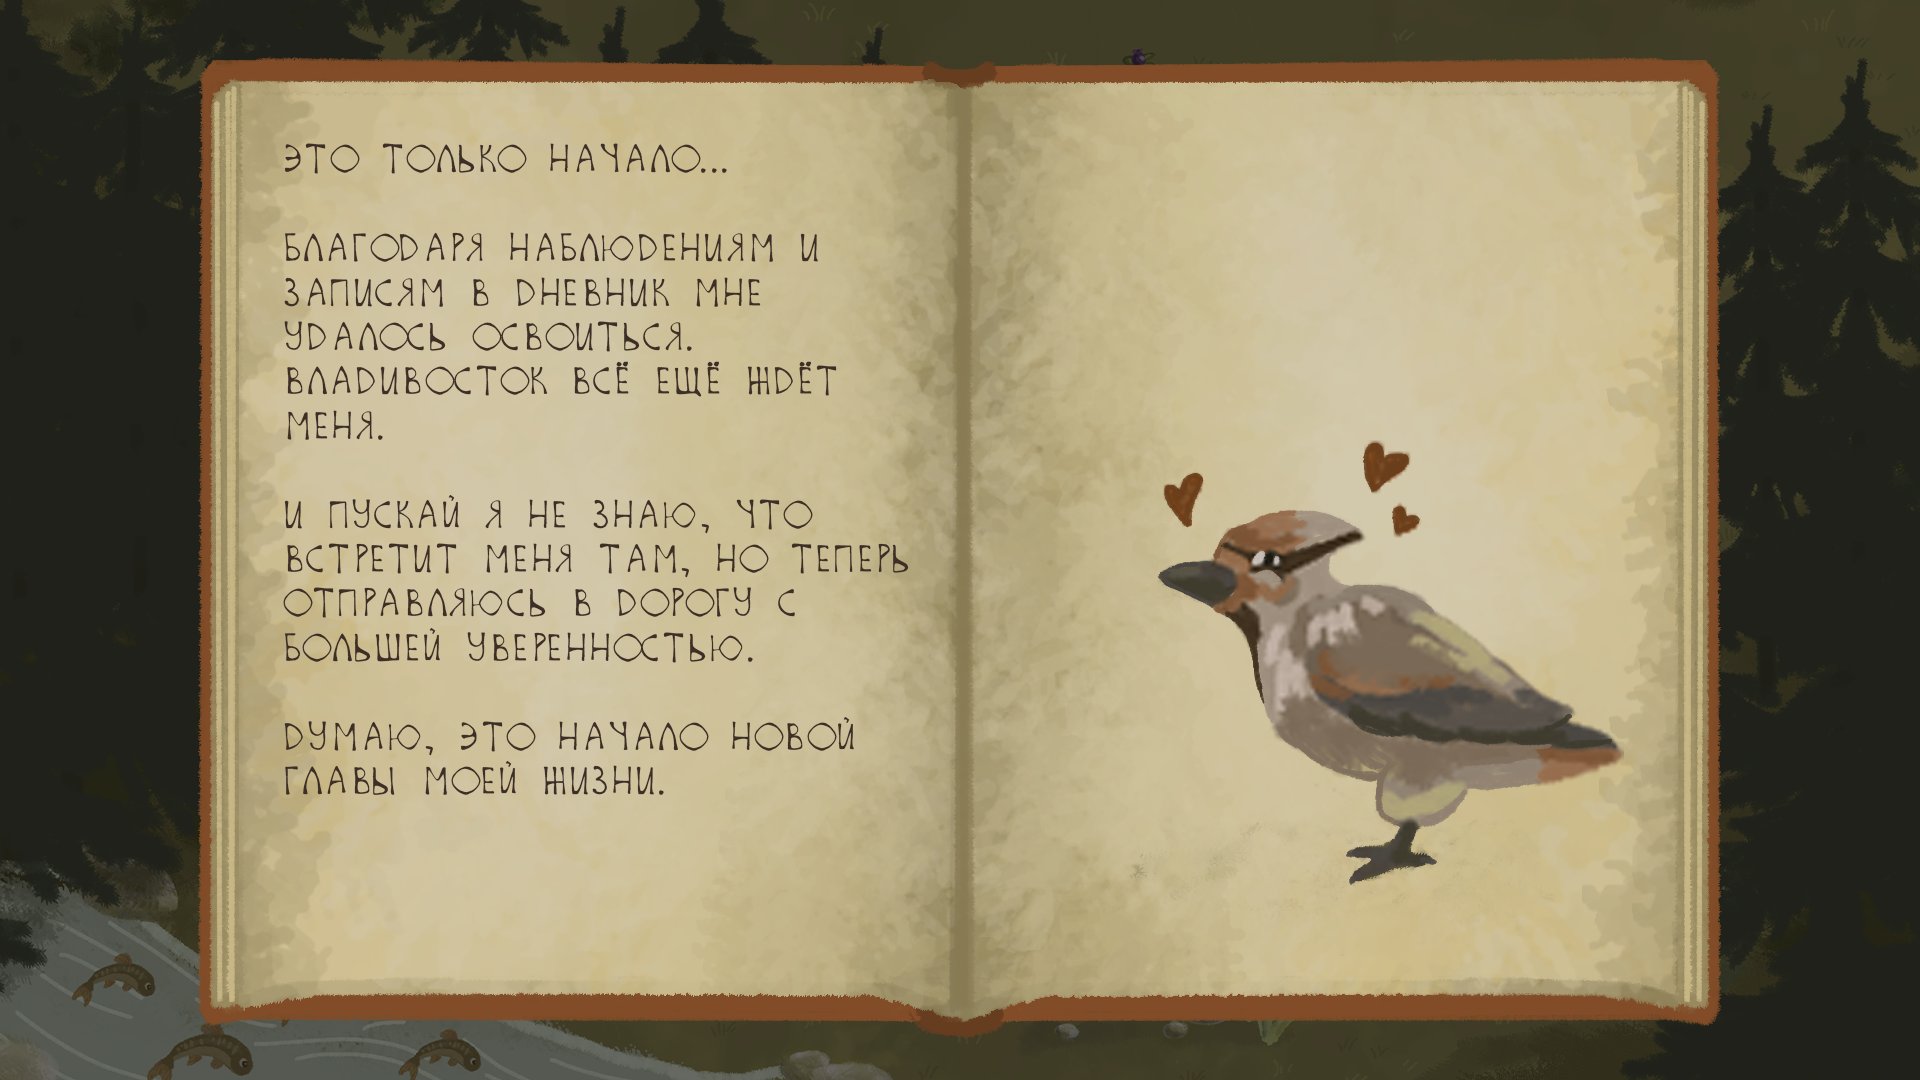 ЭТО ТОЛЬКО НАЧАЛО...
БЛАГОДАРЯ НАБЛЮДЕНИЯМ И
ЗАПИСЯМ В ДНЕВНИК МНЕ
УДАЛОСЬ ОСВОИТЬСЯ.
ВЛАДИВОСТОК ВСЁ ЕЩЁ ЖДЁТ
МЕНЯ.
И ПУСКАЙ Я НЕ ЗНАЮ, ЧТО
ВСТРЕТИТ МЕНЯ ТАМ, НО ТЕПЕРЬ
ОТПРАВЛЯЮСЬ В ДОРОГУ С
БОЛЬШЕЙ УВЕРЕННОСТЬЮ.
ДУМАЮ, ЭТО НАЧАЛО НОВОЙ
ГЛАВЫ МОЕЙ ЖИЗНИ.